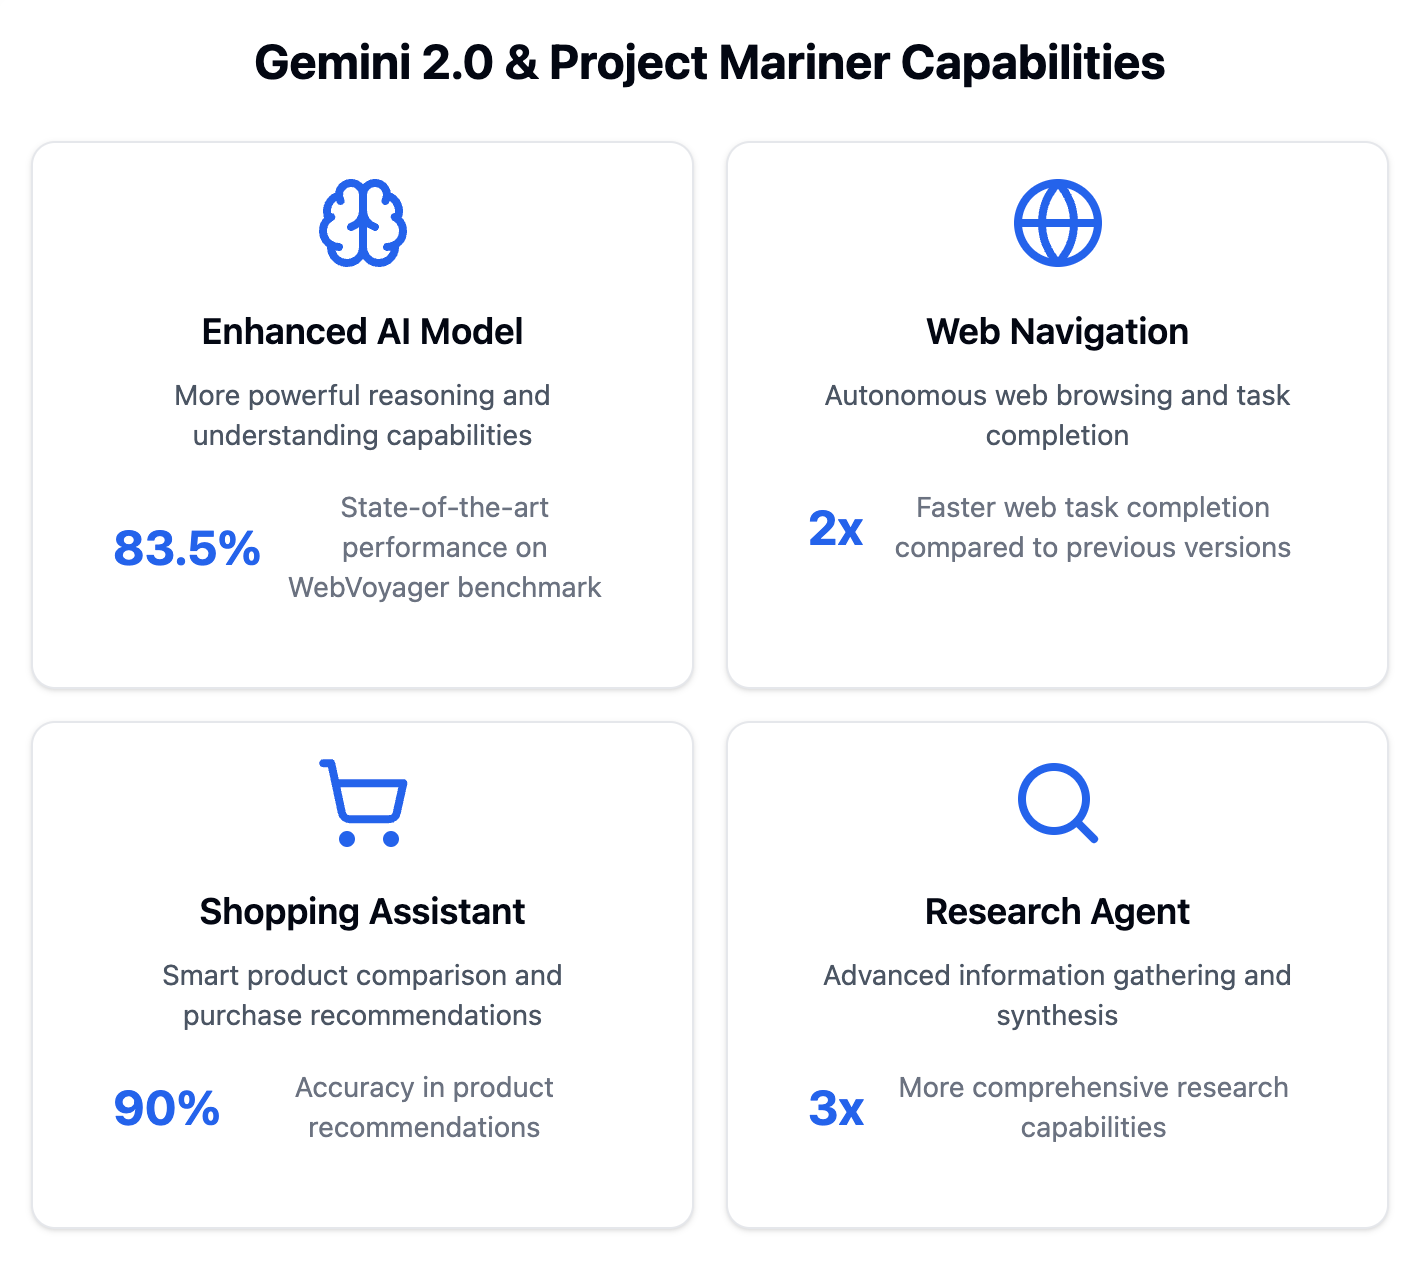 Gemini 2.0 & Project Mariner Capabilities
Enhanced AI Model
More powerful reasoning and
understanding capabilities
83.5%
State-of-the-art
performance on
WebVoyager benchmark
Web Navigation
Autonomous web browsing and task
completion
2x
Faster web task completion
compared to previous versions
Shopping Assistant
Smart product comparison and
purchase recommendations
90%
Accuracy in product
recommendations
Research Agent
Advanced information gathering and
synthesis
3x
More comprehensive research
capabilities